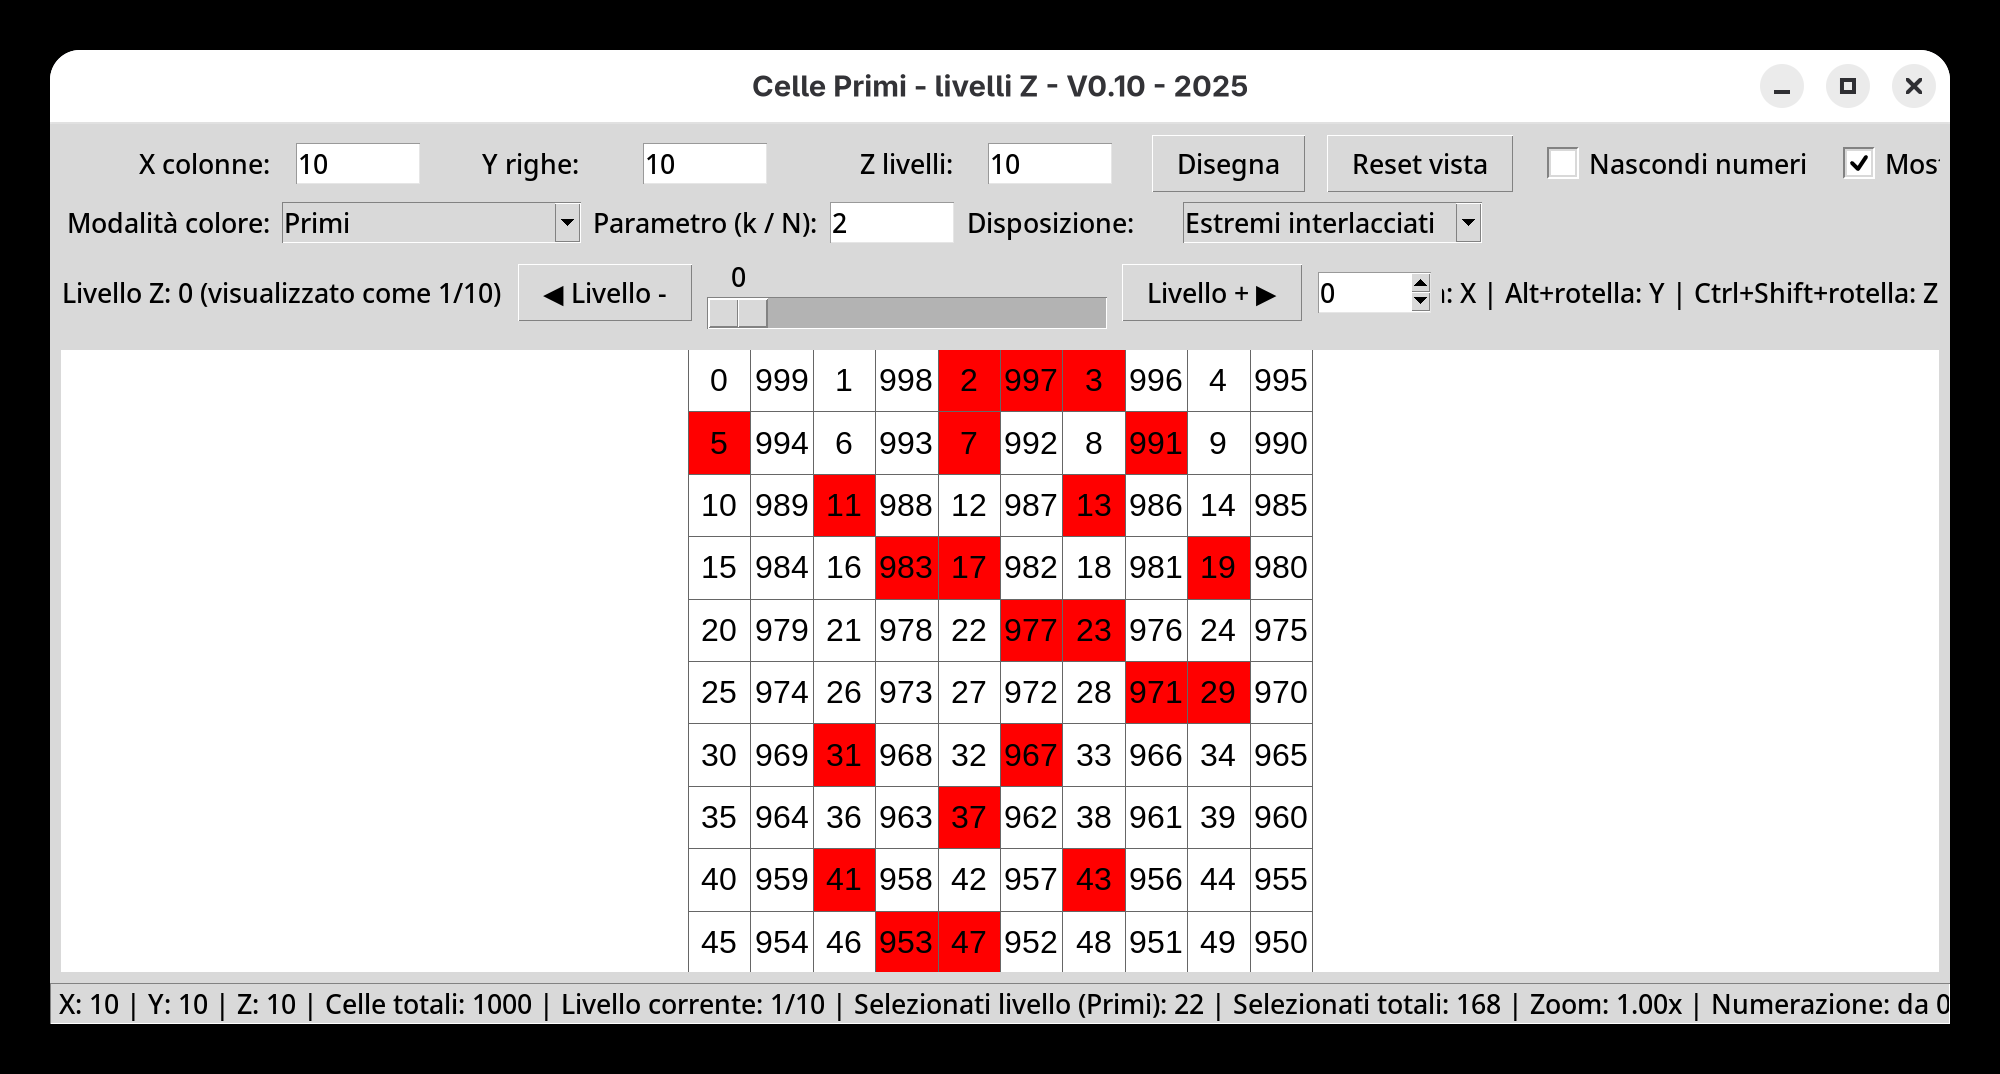 Celle Primi - livelli Z - V0.10 - 2025
X colonne: 10 Y righe: 10 Z livelli: 10 Disegna Reset vista Nascondi numeri Mos
Modalità colore: Primi Parametro (k / N): 2 Disposizione: Estremi interlacciati
0
Livello Z: 0 (visualizzato come 1/10) ◀ Livello - Livello + ▶ 0 : X | Alt+rotella: Y | Ctrl+Shift+rotella: Z
0 999 1 998 2 997 3 996 4 995
5 994 6 993 7 992 8 991 9 990
10 989 11 988 12 987 13 986 14 985
15 984 16 983 17 982 18 981 19 980
20 979 21 978 22 977 23 976 24 975
25 974 26 973 27 972 28 971 29 970
30 969 31 968 32 967 33 966 34 965
35 964 36 963 37 962 38 961 39 960
40 959 41 958 42 957 43 956 44 955
45 954 46 953 47 952 48 951 49 950
X: 10 | Y: 10 | Z: 10 | Celle totali: 1000 | Livello corrente: 1/10 | Selezionati livello (Primi): 22 | Selezionati totali: 168 | Zoom: 1.00x | Numerazione: da 0